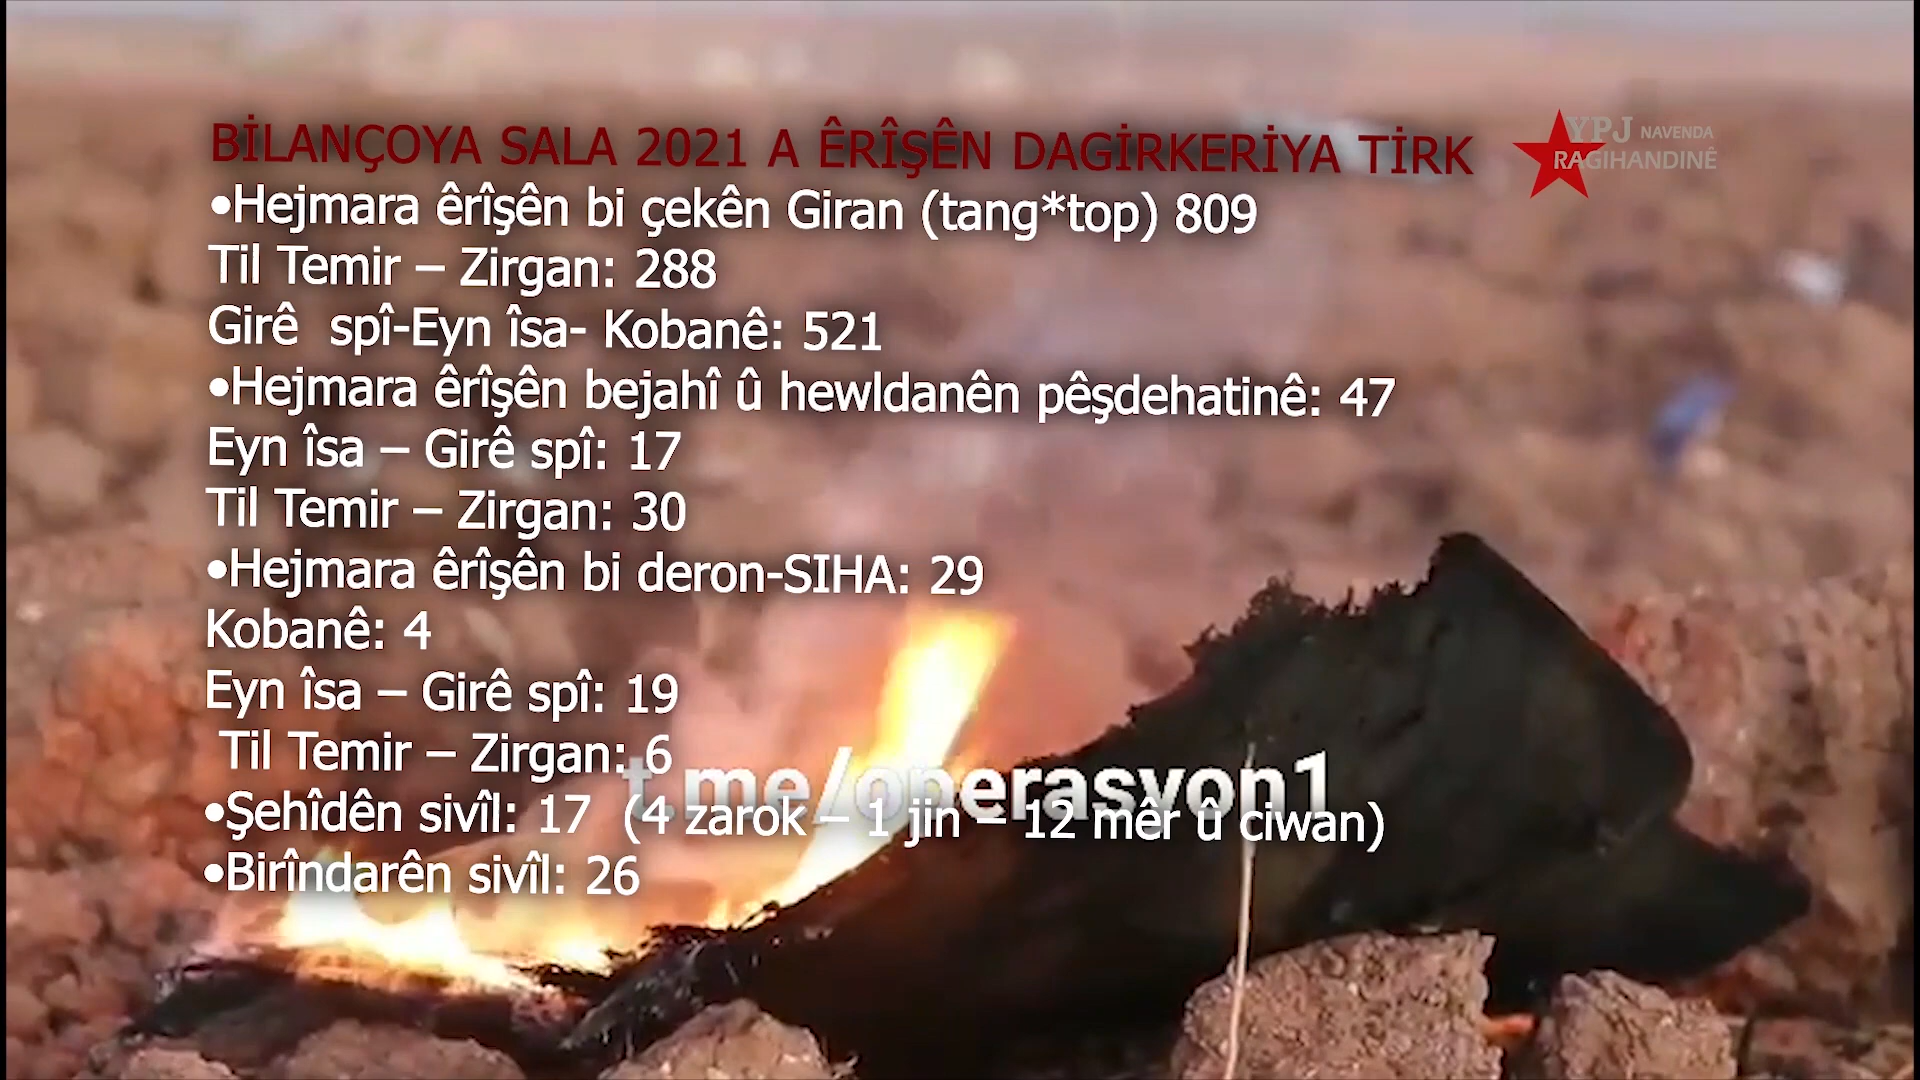 BİLANÇOYA SALA 2021 A ÊRÎŞÊN DAGİRKERİYA TİRK
YPJ NAVENDA
RAGIHANDINÊ
•Hejmara êrîşên bi çekên Giran (tang*top) 809
Til Temir – Zirgan: 288
Girê  spî-Eyn îsa- Kobanê: 521
•Hejmara êrîşên bejahî û hewldanên pêşdehatinê: 47
Eyn îsa – Girê spî: 17
Til Temir – Zirgan: 30
•Hejmara êrîşên bi deron-SIHA: 29
Kobanê: 4
Eyn îsa – Girê spî: 19
Til Temir – Zirgan: 6
t.me/operasyon1
•Şehîdên sivîl: 17  (4 zarok – 1 jin – 12 mêr û ciwan)
•Birîndarên sivîl: 26